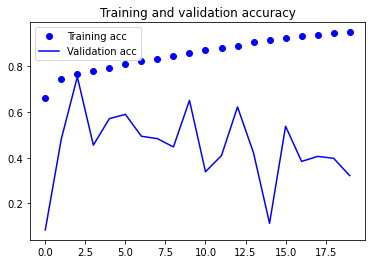 Training and validation accuracy
Training acc
Validation acc
0.8
0.6
0.4
0.2
0.0 2.5 5.0 7.5 10.0 12.5 15.0 17.5